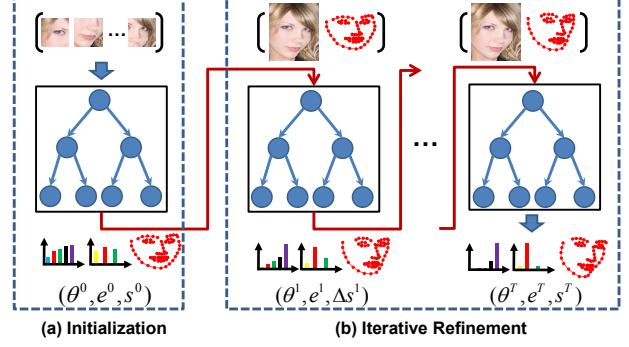 ...
...
(θ⁰, e⁰, s⁰)
(θ¹, e¹, Δs¹)
(θᵀ, eᵀ, sᵀ)
(a) Initialization
(b) Iterative Refinement